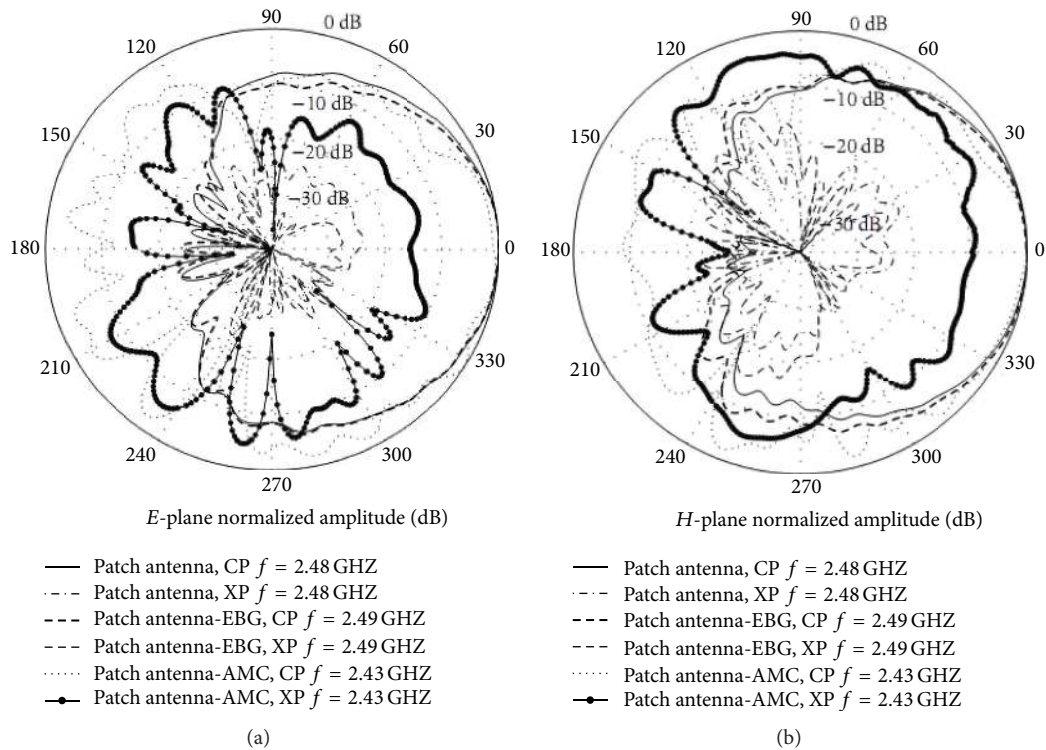 90
0 dB
120
60
−10 dB
150
30
−20 dB
−30 dB
180
0
210
330
240
300
270
E-plane normalized amplitude (dB)
Patch antenna, CP f = 2.48 GHZ
Patch antenna, XP f = 2.48 GHZ
Patch antenna-EBG, CP f = 2.49 GHZ
Patch antenna-EBG, XP f = 2.49 GHZ
Patch antenna-AMC, CP f = 2.43 GHZ
Patch antenna-AMC, XP f = 2.43 GHZ
(a)
90
0 dB
120
60
−10 dB
150
30
−20 dB
−30 dB
180
0
210
330
240
300
270
H-plane normalized amplitude (dB)
Patch antenna, CP f = 2.48 GHZ
Patch antenna, XP f = 2.48 GHZ
Patch antenna-EBG, CP f = 2.49 GHZ
Patch antenna-EBG, XP f = 2.49 GHZ
Patch antenna-AMC, CP f = 2.43 GHZ
Patch antenna-AMC, XP f = 2.43 GHZ
(b)